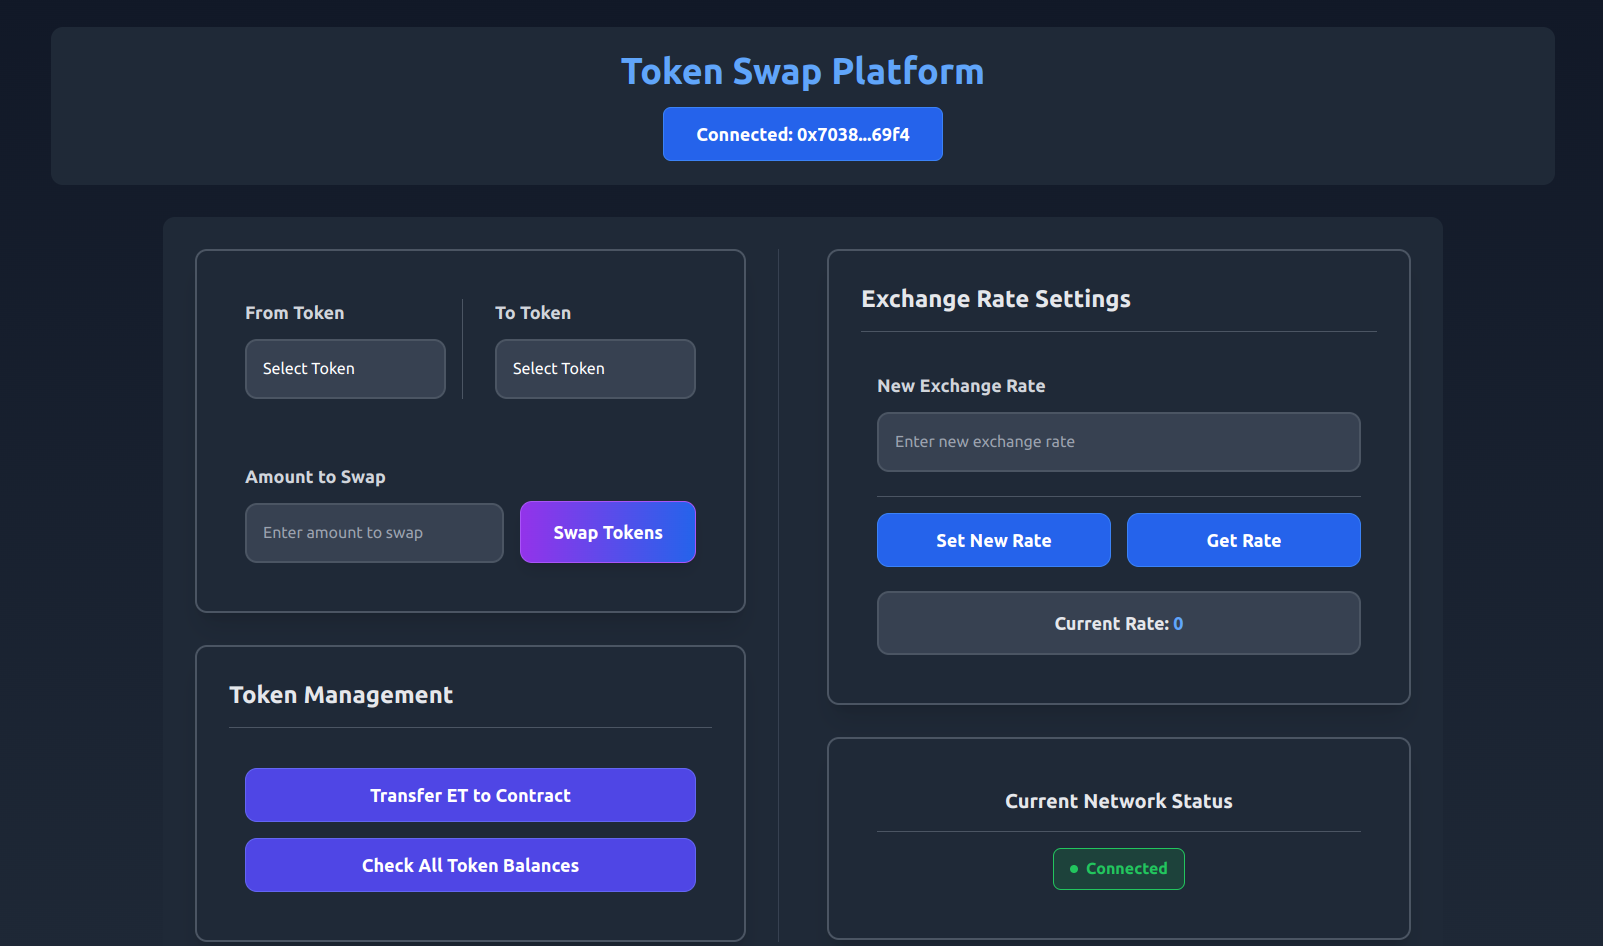 Token Swap Platform
Connected: 0x7038...69f4
From Token
To Token
Select Token
Select Token
Amount to Swap
Enter amount to swap
Swap Tokens
Token Management
Transfer ET to Contract
Check All Token Balances
Exchange Rate Settings
New Exchange Rate
Enter new exchange rate
Set New Rate
Get Rate
Current Rate: 0
Current Network Status
Connected